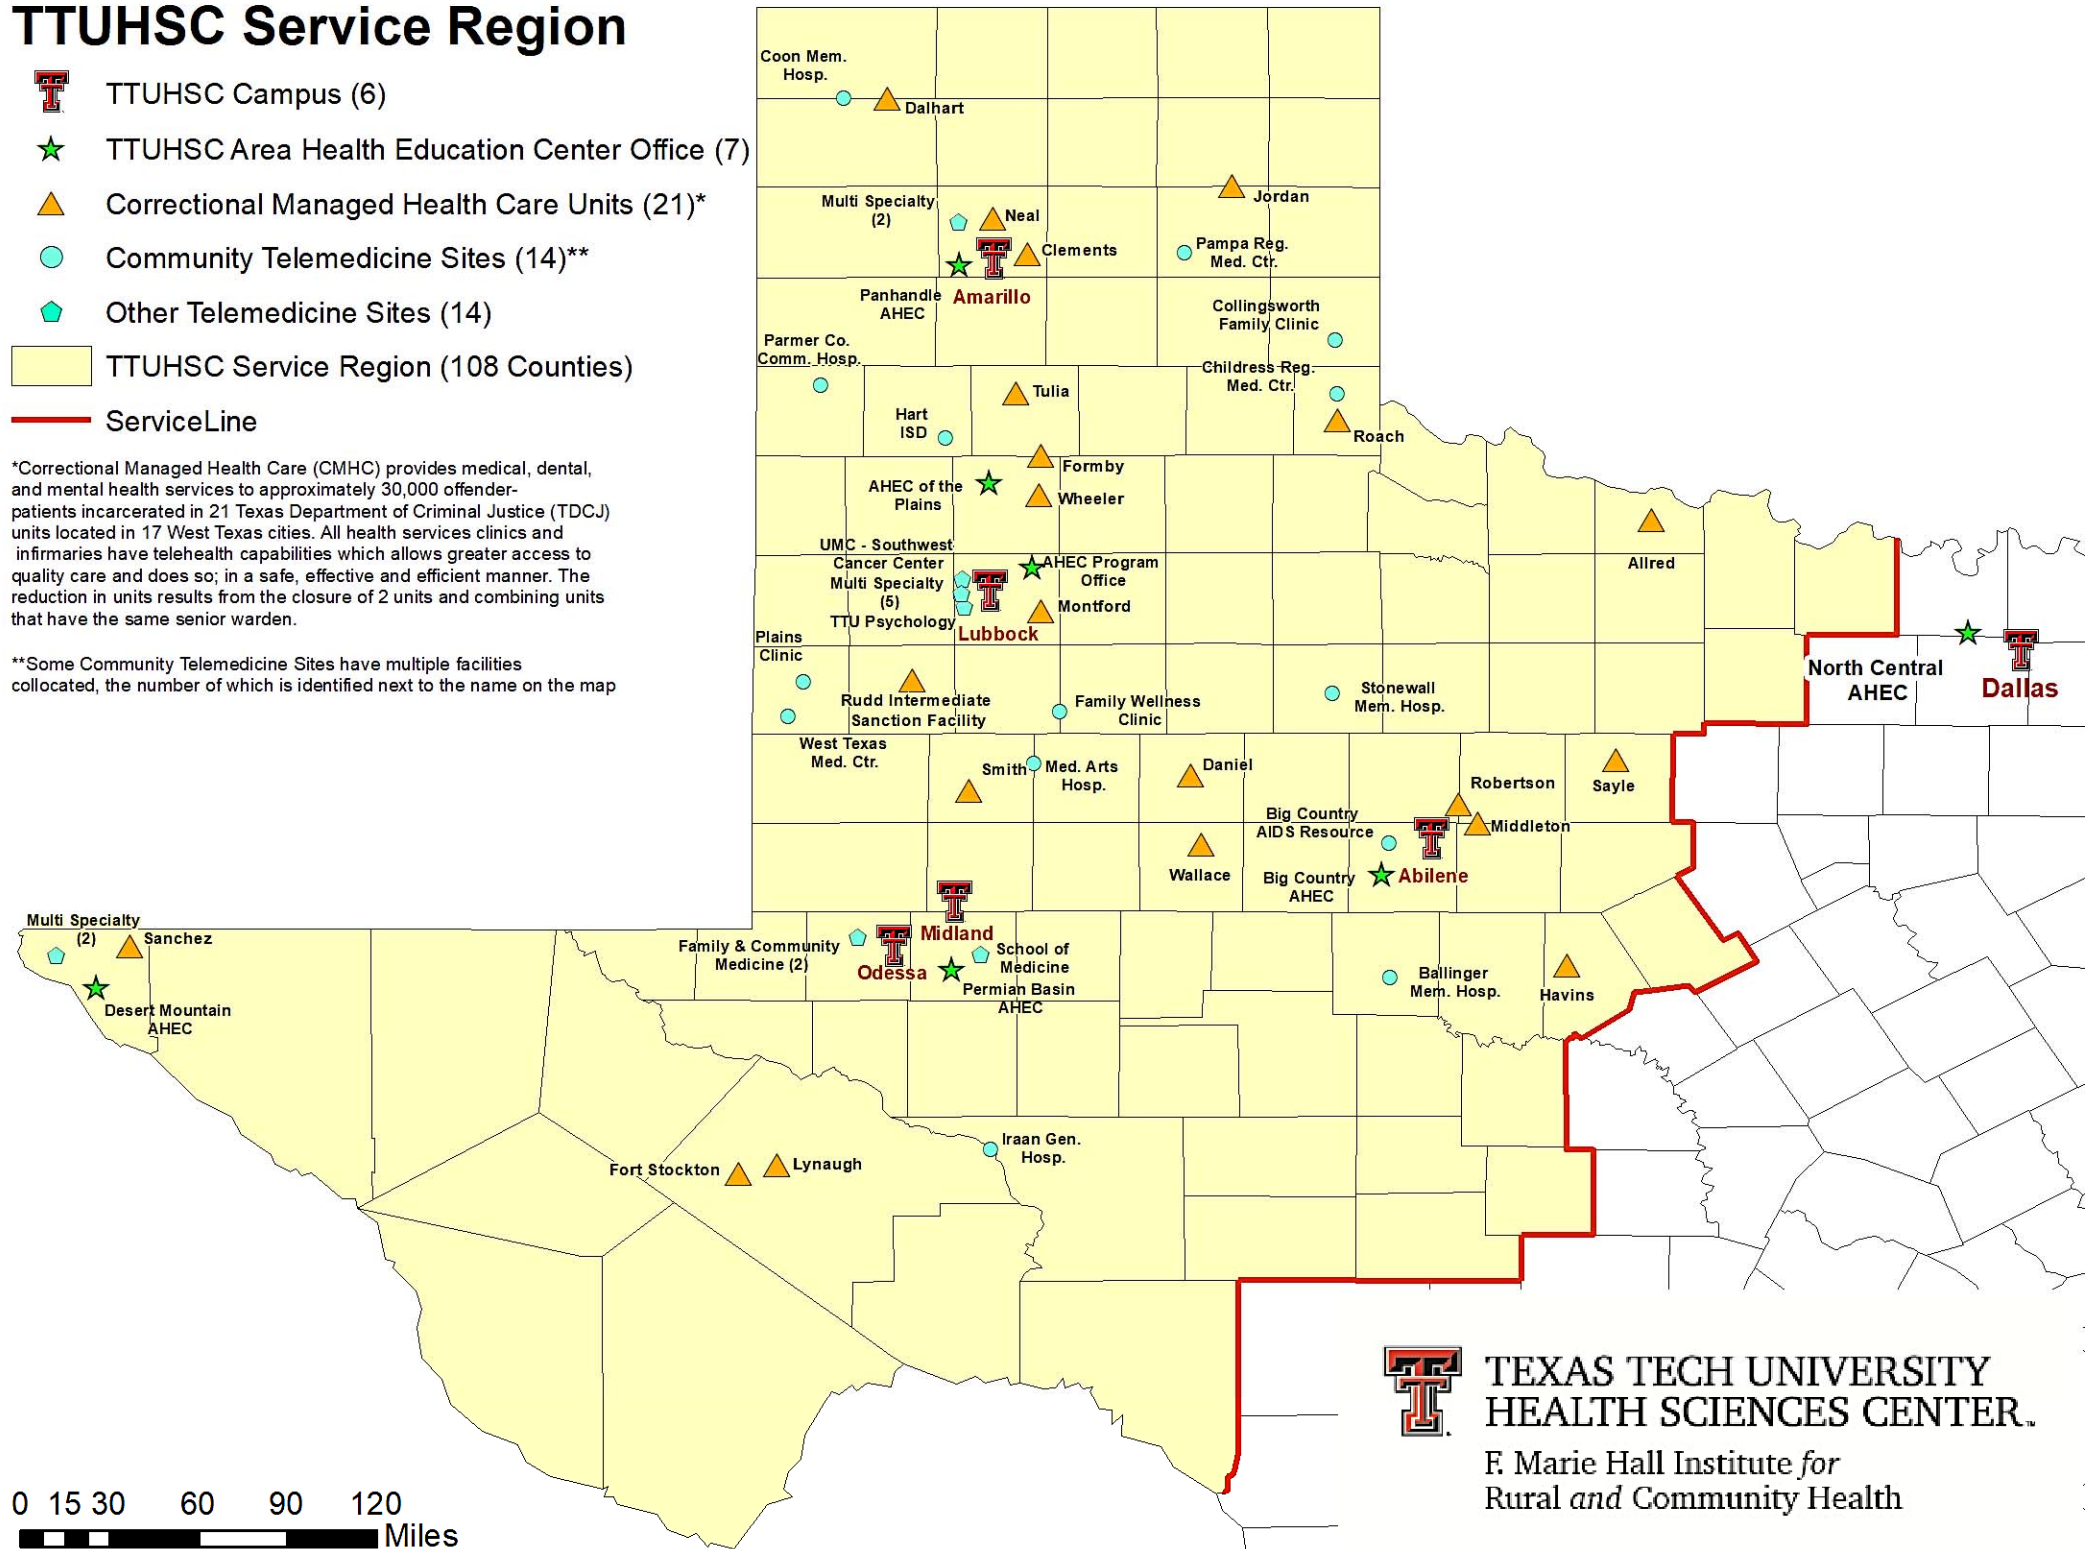 TTUHSC Service Region
TTUHSC Campus (6)
TTUHSC Area Health Education Center Office (7)
Correctional Managed Health Care Units (21)*
Community Telemedicine Sites (14)**
Other Telemedicine Sites (14)
TTUHSC Service Region (108 Counties)
ServiceLine
*Correctional Managed Health Care (CMHC) provides medical, dental,
and mental health services to approximately 30,000 offender-
patients incarcerated in 21 Texas Department of Criminal Justice (TDCJ)
units located in 17 West Texas cities. All health services clinics and
infirmaries have telehealth capabilities which allows greater access to
quality care and does so; in a safe, effective and efficient manner. The
reduction in units results from the closure of 2 units and combining units
that have the same senior warden.
**Some Community Telemedicine Sites have multiple facilities
collocated, the number of which is identified next to the name on the map
Coon Mem.
Hosp.
Dalhart
Jordan
Multi Specialty
(2)
Neal
Clements
Pampa Reg.
Med. Ctr.
Panhandle
AHEC
Amarillo
Collingsworth
Family Clinic
Parmer Co.
Comm. Hosp.
Childress Reg.
Med. Ctr.
Tulia
Hart
ISD
Roach
Formby
AHEC of the
Plains
Wheeler
Allred
UMC - Southwest
Cancer Center
Multi Specialty
(5)
TTU Psychology
AHEC Program
Office
Montford
Lubbock
Plains
Clinic
North Central
AHEC
Dallas
Rudd Intermediate
Sanction Facility
Family Wellness
Clinic
Stonewall
Mem. Hosp.
West Texas
Med. Ctr.
Smith
Med. Arts
Hosp.
Daniel
Robertson
Sayle
Big Country
AIDS Resource
Middleton
Wallace
Big Country
AHEC
Abilene
Multi Specialty
(2)
Sanchez
Desert Mountain
AHEC
Family & Community
Medicine (2)
Midland
Odessa
School of
Medicine
Permian Basin
AHEC
Ballinger
Mem. Hosp.
Havins
Iraan Gen.
Hosp.
Fort Stockton
Lynaugh
0 15 30 60 90 120
Miles
TEXAS TECH UNIVERSITY
HEALTH SCIENCES CENTER™
F. Marie Hall Institute for
Rural and Community Health